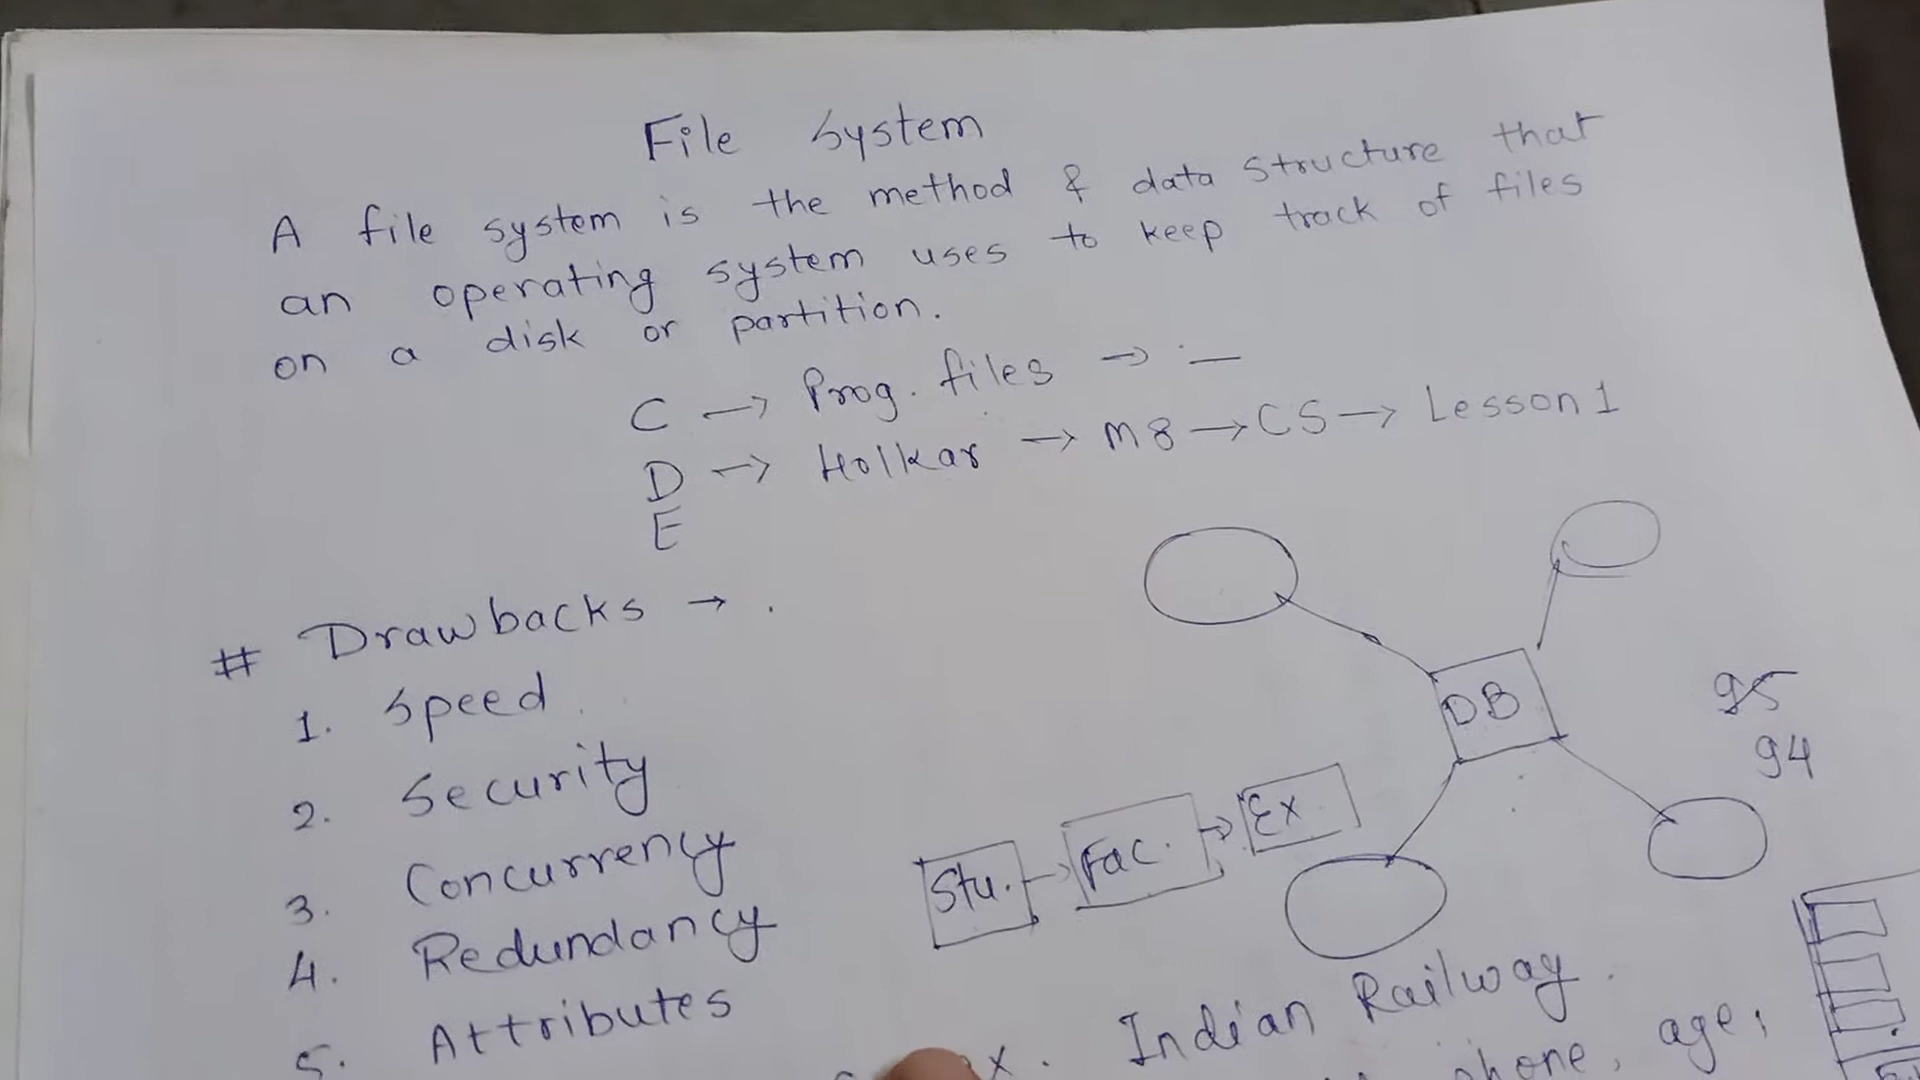 File System
A file system is the method & data structure that
an operating system uses to keep track of files
on a disk or partition.
C → Prog. files → —
D → Holkar → M8 → CS → Lesson 1
E
# Drawbacks →
1. Speed
2. Security
3. Concurrency
4. Redundancy
5. Attributes
DB
95
94
Stu. → Fac. → Ex.
Indian Railway.
phone, age,